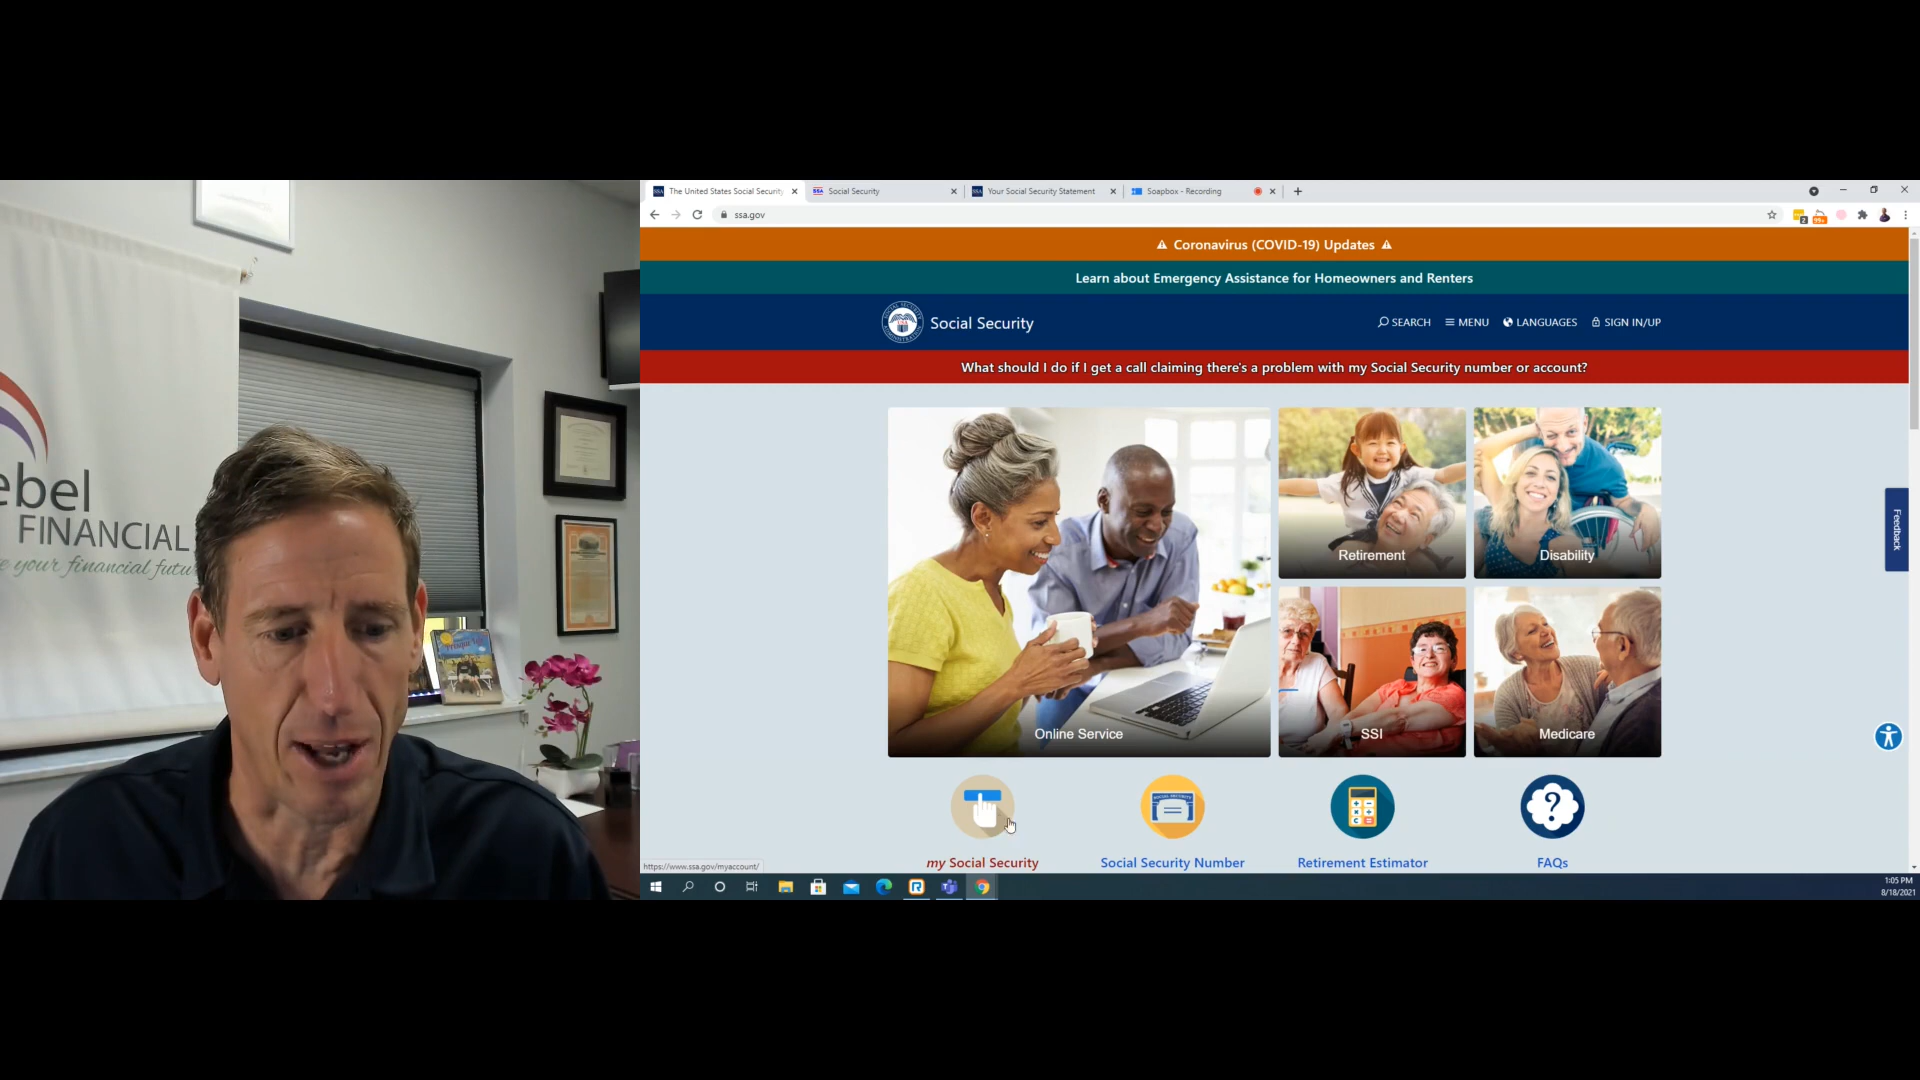 ebel
FINANCIAL
your financial futu
The United States Social Security
Social Security
Your Social Security Statement
Soapbox - Recording
ssa.gov
Coronavirus (COVID-19) Updates
Learn about Emergency Assistance for Homeowners and Renters
Social Security
SEARCH
MENU
LANGUAGES
SIGN IN/UP
What should I do if I get a call claiming there's a problem with my Social Security number or account?
Retirement
Disability
Online Service
SSI
Medicare
Feedback
SOCIAL SECURITY
my Social Security
Social Security Number
Retirement Estimator
FAQs
https://www.ssa.gov/myaccount/
1:05 PM
8/18/2021